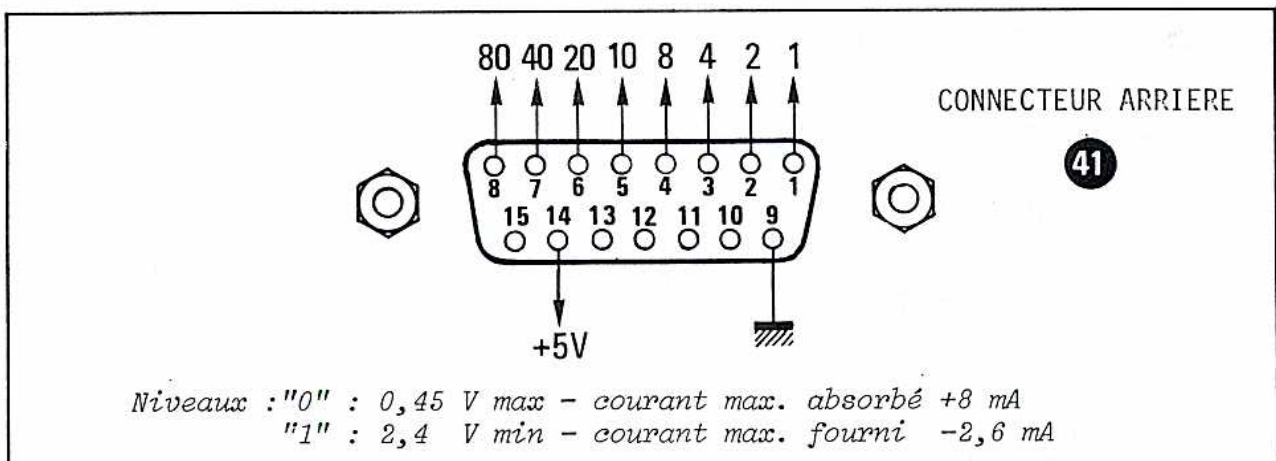 80 40 20 10 8 4 2 1
CONNECTEUR ARRIERE
41
8 7 6 5 4 3 2 1
15 14 13 12 11 10 9
+5V
Niveaux :"0" : 0,45 V max - courant max. absorbé +8 mA
"1" : 2,4 V min - courant max. fourni -2,6 mA